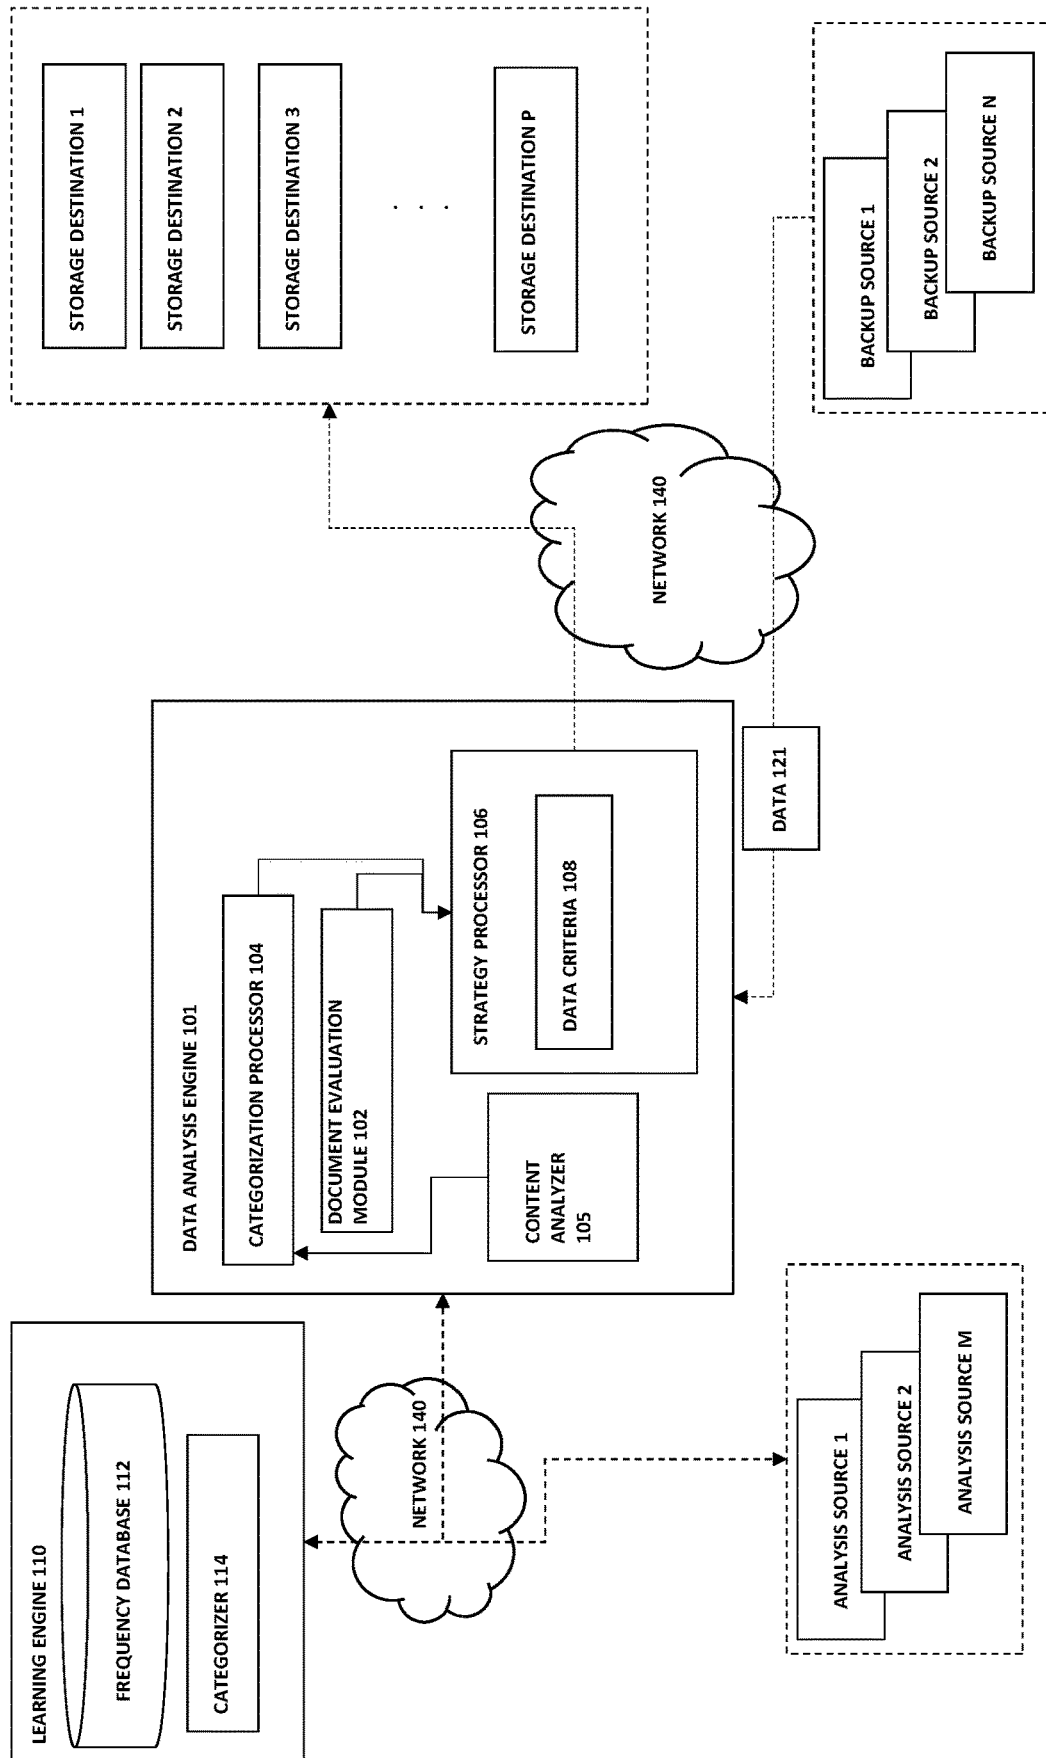 LEARNING ENGINE 110
FREQUENCY DATABASE 112
CATEGORIZER 114
NETWORK 140
ANALYSIS SOURCE 1
ANALYSIS SOURCE 2
ANALYSIS SOURCE M
DATA ANALYSIS ENGINE 101
CATEGORIZATION PROCESSOR 104
DOCUMENT EVALUATION
MODULE 102
CONTENT
ANALYZER
105
STRATEGY PROCESSOR 106
DATA CRITERIA 108
DATA 121
NETWORK 140
STORAGE DESTINATION 1
STORAGE DESTINATION 2
STORAGE DESTINATION 3
. . .
STORAGE DESTINATION P
BACKUP SOURCE 1
BACKUP SOURCE 2
BACKUP SOURCE N